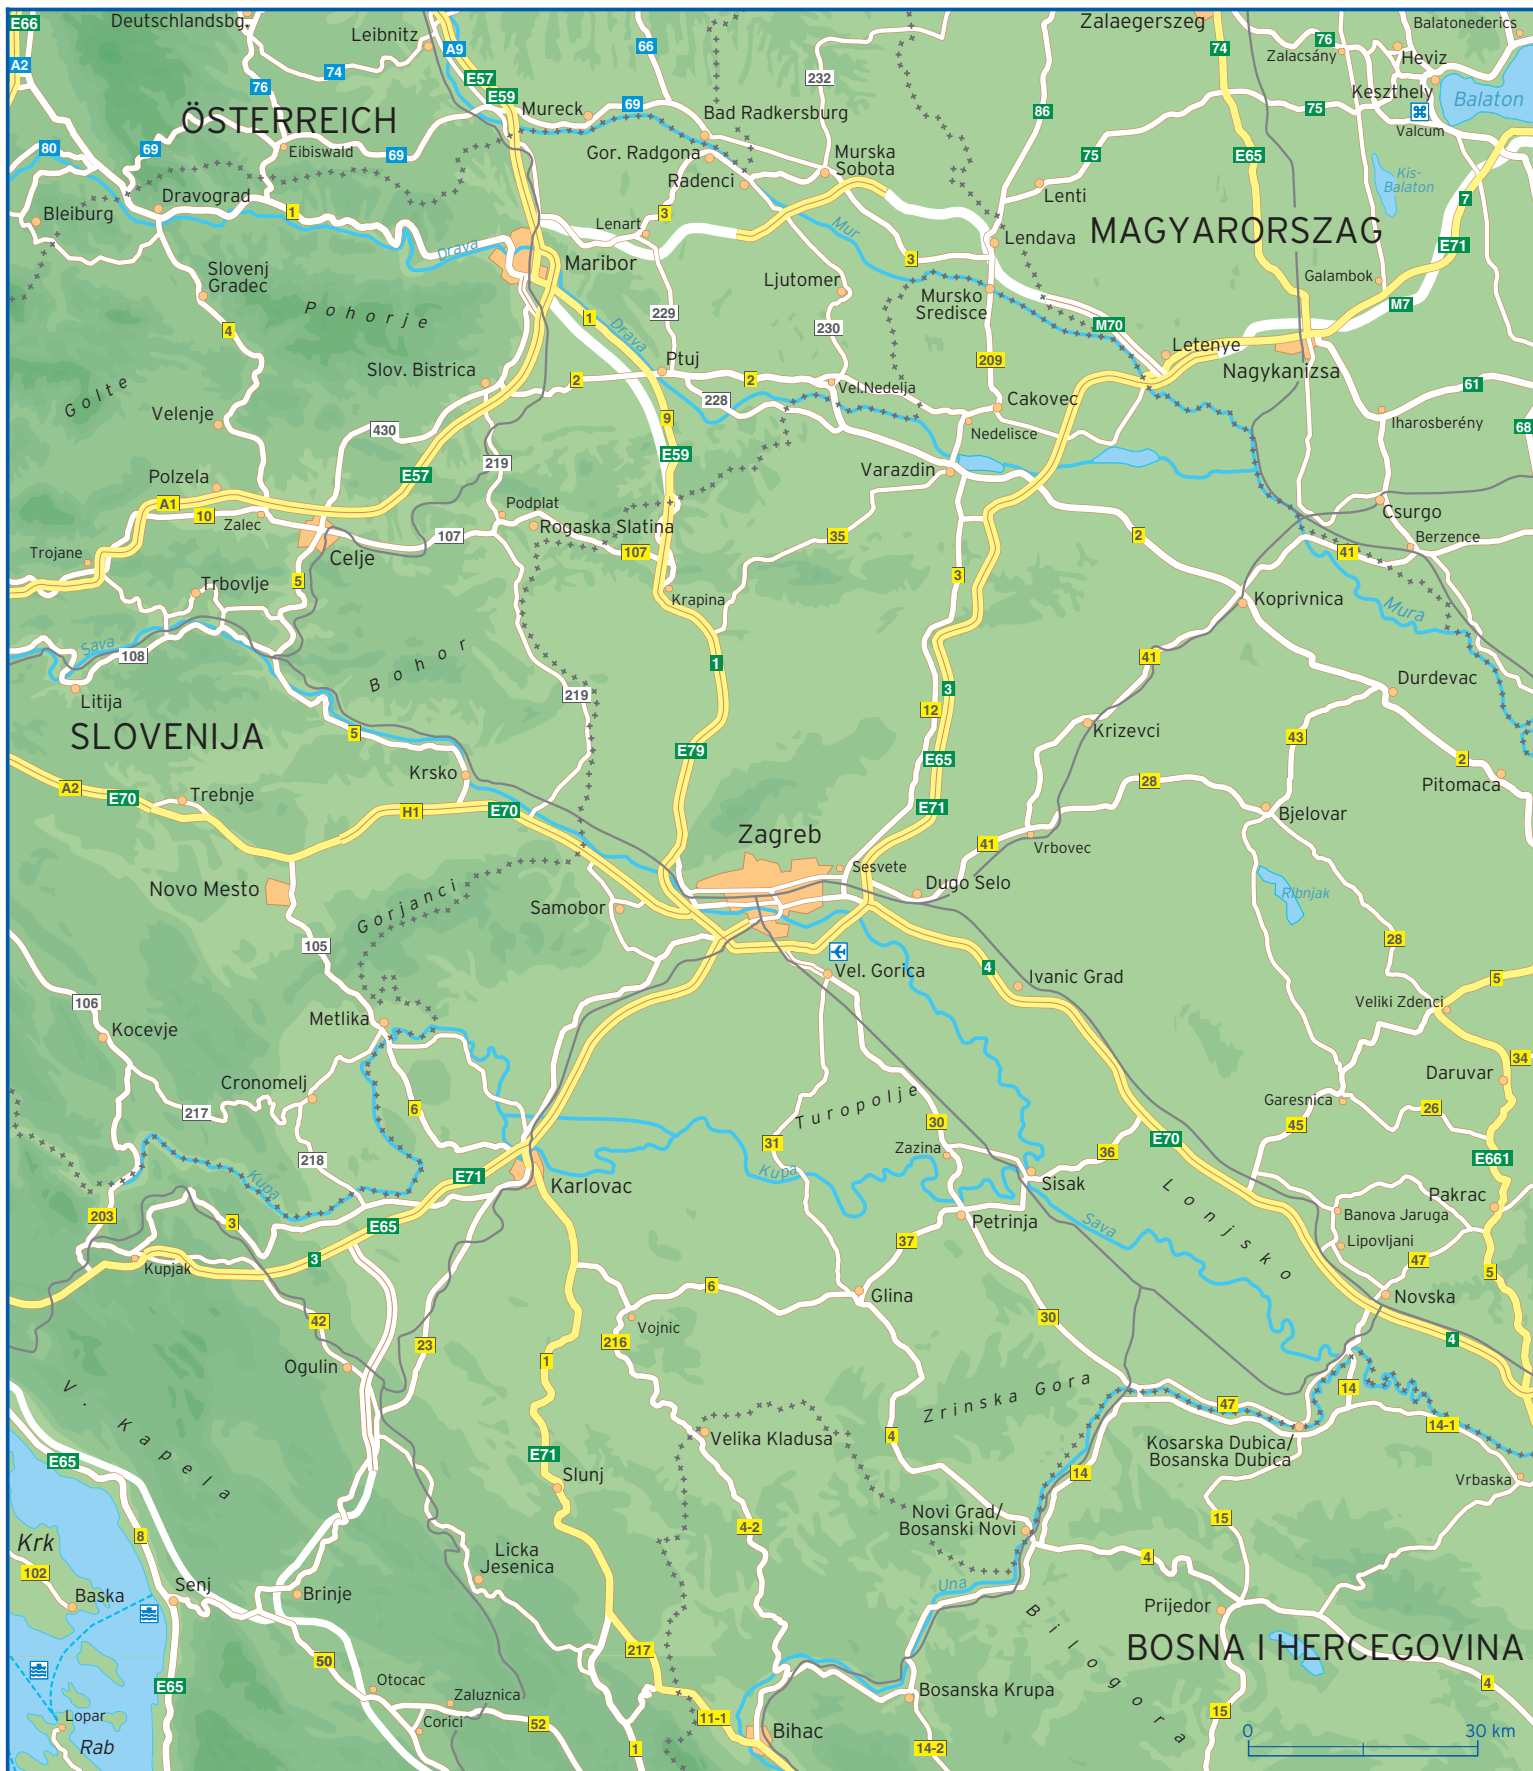 E66
Deutschlandsbg.
Leibnitz
A9
66
Zalaegerszeg
74
76
Balatonederics
Zalacsány
Heviz
A2
76
74
E57
232
E59
Mureck
69
Bad Radkersburg
86
Keszthely
75
Balaton
Valcum
ÖSTERREICH
80
69
Eibiswald
69
Gor. Radgona
Murska
Sobota
75
E65
Kis-
Balaton
Radenci
Dravograd
Lenti
7
Bleiburg
1
Lenart
3
Mur
Lendava
MAGYARORSZAG
E71
Drava
Maribor
3
Slovenj
Gradec
Ljutomer
Mursko
Sredisce
Galambok
M7
Pohorje
4
1
229
230
M70
Drava
Letenye
Golte
Slov. Bistrica
2
Ptuj
2
209
Nagykanizsa
61
Vel.Nedelja
228
Cakovec
Velenje
430
9
Nedelisce
Iharosberény
68
219
E59
Varazdin
Polzela
E57
A1
10
Zalec
Podplat
Rogaska Slatina
Csurgo
107
107
35
2
Berzence
41
Trojane
Celje
Trbovlje
5
Krapina
3
Koprivnica
Mura
Sava
108
Bohor
1
41
Litija
219
3
Durdevac
12
SLOVENIJA
5
Krizevci
43
E79
E65
2
Krsko
28
Pitomaca
A2
E70
Trebnje
H1
E70
E71
Bjelovar
Zagreb
41
Vrbovec
Sesvete
Dugo Selo
Novo Mesto
Gorjanci
Ribnjak
Samobor
105
28
Vel. Gorica
4
Ivanic Grad
5
106
Veliki Zdenci
Metlika
Kocevje
34
Cronomelj
Daruvar
217
6
Turopolje
Garesnica
26
30
45
31
Zazina
36
E70
218
E661
Kupa
E71
Kupa
Karlovac
Sisak
Lonjsko
Pakrac
203
3
E65
Petrinja
Sava
Banova Jaruga
37
Lipovljani
3
47
Kupjak
5
6
Glina
Novska
42
Vojnic
30
23
216
4
Ogulin
1
V. Kapela
Zrinska Gora
14
47
14-1
Velika Kladusa
4
Kosarska Dubica/
Bosanska Dubica
E65
E71
Slunj
14
Vrbaska
Novi Grad/
Bosanski Novi
15
8
4-2
Krk
Licka
Jesenica
4
102
Una
Baska
Senj
Brinje
Bilogora
Prijedor
BOSNA I HERCEGOVINA
217
50
E65
Otocac
Bosanska Krupa
4
Zaluznica
Lopar
Corici
52
11-1
15
Rab
Bihac
0
30 km
1
14-2